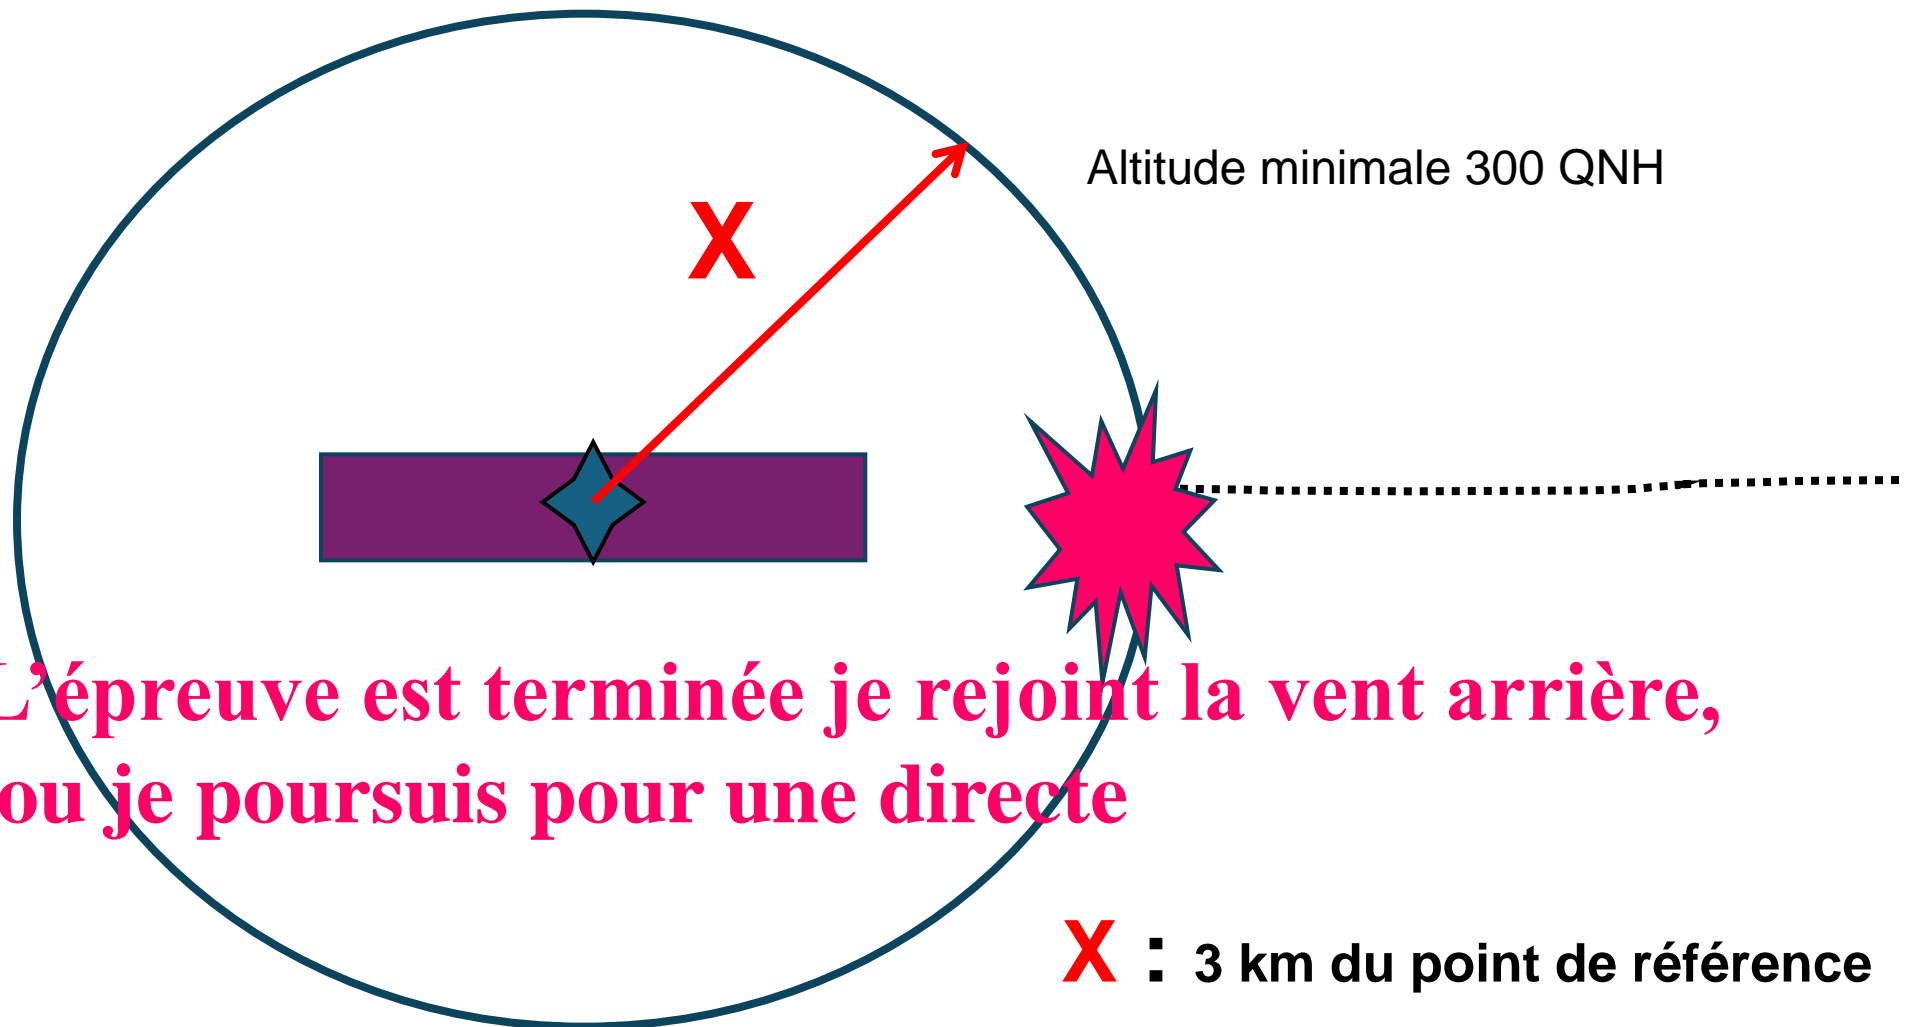 Altitude minimale 300 QNH
X
L’épreuve est terminée je rejoint la vent arrière,
ou je poursuis pour une directe
X : 3 km du point de référence